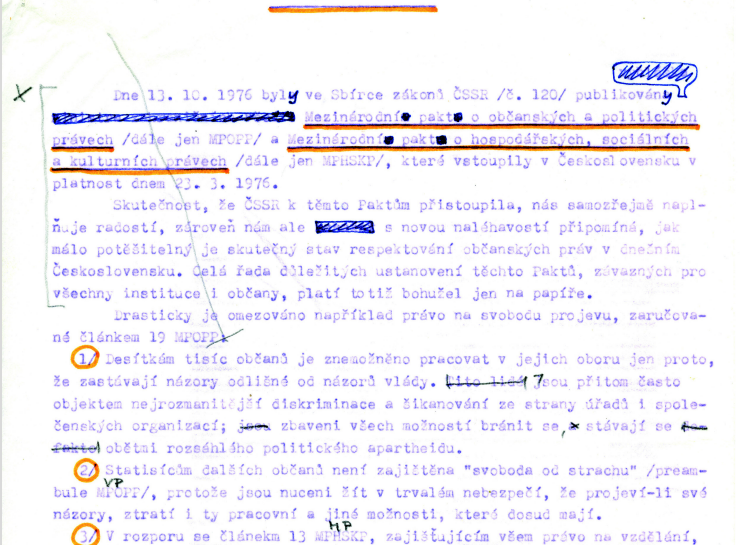 Dne 13. 10. 1976 byly ve Sbírce zákonů ČSSR /č. 120/ publikovány
Mezinárodní pakt o občanských a politických
právech /dále jen MPOPP/ a Mezinárodní pakt o hospodářských, sociálních
a kulturních právech /dále jen MPHSKP/, které vstoupily v Československu v
platnost dnem 23. 3. 1976.
Skutečnost, že ČSSR k těmto Paktům přistoupila, nás samozřejmě napl-
ňuje radostí, zároveň nám ale s novou naléhavostí připomíná, jak
málo potěšitelný je skutečný stav respektování občanských práv v dnešním
Československu. Celá řada důležitých ustanovení těchto Paktů, závazných pro
všechny instituce i občany, platí totiž bohužel jen na papíře.
Drasticky je omezováno například právo na svobodu projevu, zaručova-
né článkem 19 MPOPP.
1/ Desítkám tisíc občanů je znemožněno pracovat v jejich oboru jen proto,
že zastávají názory odlišné od názorů vlády. Tito lidé Jsou přitom často
objektem nejrozmanitější diskriminace a šikanování ze strany úřadů i spole-
čenských organizací; jsou zbaveni všech možností bránit se, a stávají se de-
fakto obětmi rozsáhlého politického apartheidu.
2/ Statisícům dalších občanů není zajištěna "svoboda od strachu" /pream-
VP
bule MPOPP/, protože jsou nuceni žít v trvalém nebezpečí, že projeví-li své
názory, ztratí i ty pracovní a jiné možnosti, které dosud mají.
MP
3/ V rozporu se článekm 13 MPHSKP, zajišťujícím všem právo na vzdělání,